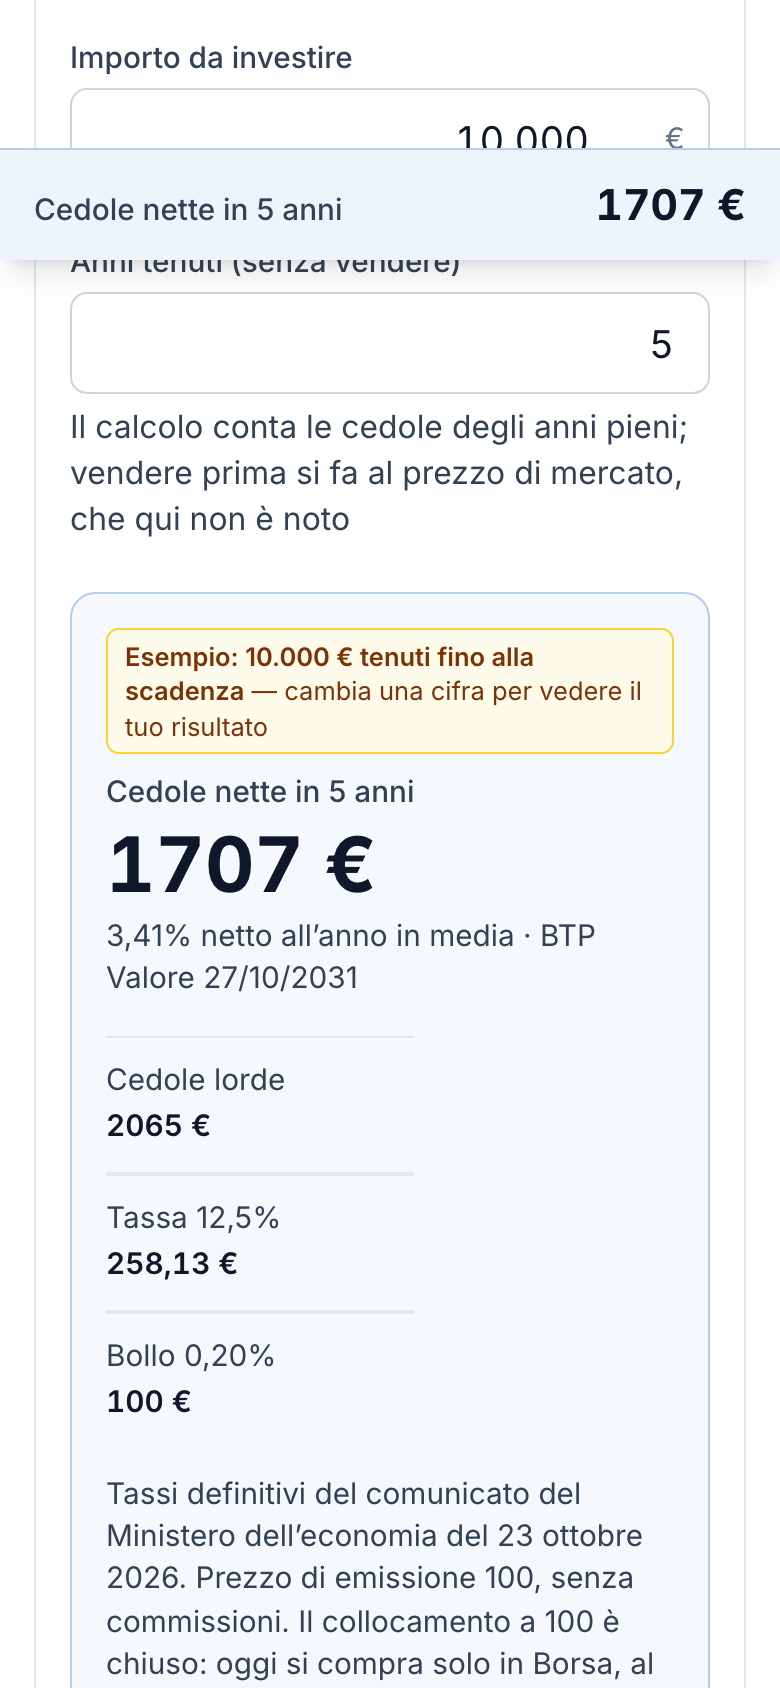 Importo da investire
10.000 €
Cedole nette in 5 anni 1707 €
Anni tenuti (senza vendere)
5
Il calcolo conta le cedole degli anni pieni;
vendere prima si fa al prezzo di mercato,
che qui non è noto
Esempio: 10.000 € tenuti fino alla
scadenza — cambia una cifra per vedere il
tuo risultato
Cedole nette in 5 anni
1707 €
3,41% netto all’anno in media · BTP
Valore 27/10/2031
Cedole lorde
2065 €
Tassa 12,5%
258,13 €
Bollo 0,20%
100 €
Tassi definitivi del comunicato del
Ministero dell’economia del 23 ottobre
2026. Prezzo di emissione 100, senza
commissioni. Il collocamento a 100 è
chiuso: oggi si compra solo in Borsa, al